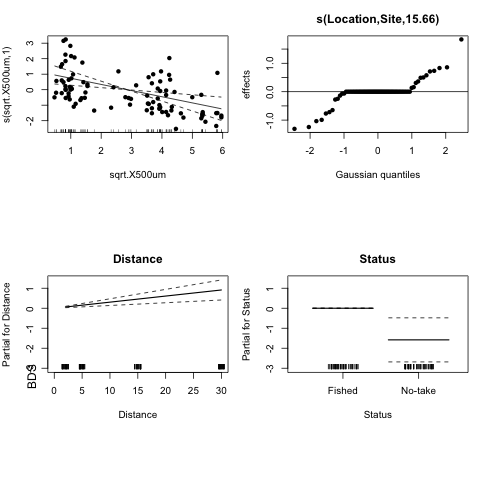 s(Location,Site,15.66)
s(sqrt.X500um,1)
3
2
1
0
-2
1 2 3 4 5 6
sqrt.X500um
effects
1.0
0.0
-1.0
-2 -1 0 1 2
Gaussian quantiles
Distance
Partial for Distance
1
0
-1
-2
-3
BDS
0 5 10 15 20 25 30
Distance
Status
Partial for Status
1
0
-1
-2
-3
Fished No-take
Status